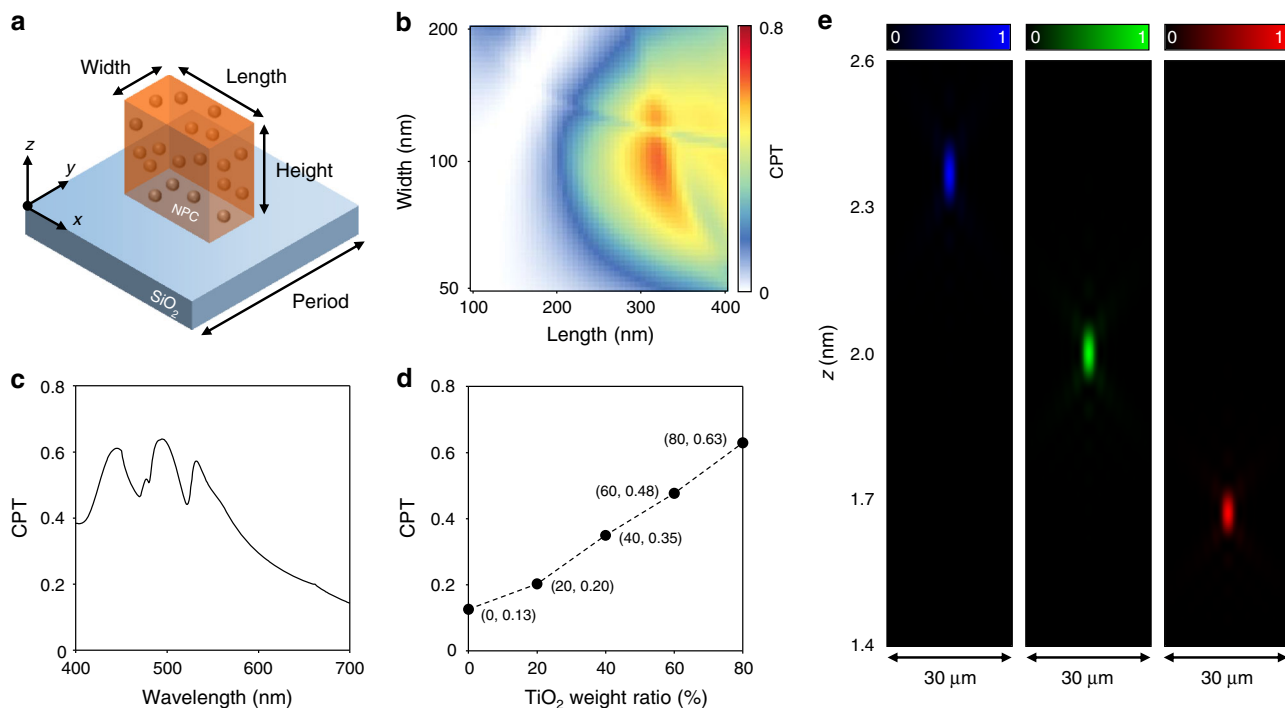 a
Width
Length
Height
z
y
x
NPC
SiO2
Period
b
200
100
50
Width (nm)
100
200
300
400
Length (nm)
0.8
CPT
0
c
0.8
0.6
0.4
0.2
0
CPT
400
500
600
700
Wavelength (nm)
d
0.8
0.6
0.4
0.2
0
CPT
(80, 0.63)
(60, 0.48)
(40, 0.35)
(20, 0.20)
(0, 0.13)
0
20
40
60
80
TiO2 weight ratio (%)
e
0 1
0 1
0 1
2.6
2.3
2.0
1.7
1.4
z (nm)
30 μm
30 μm
30 μm